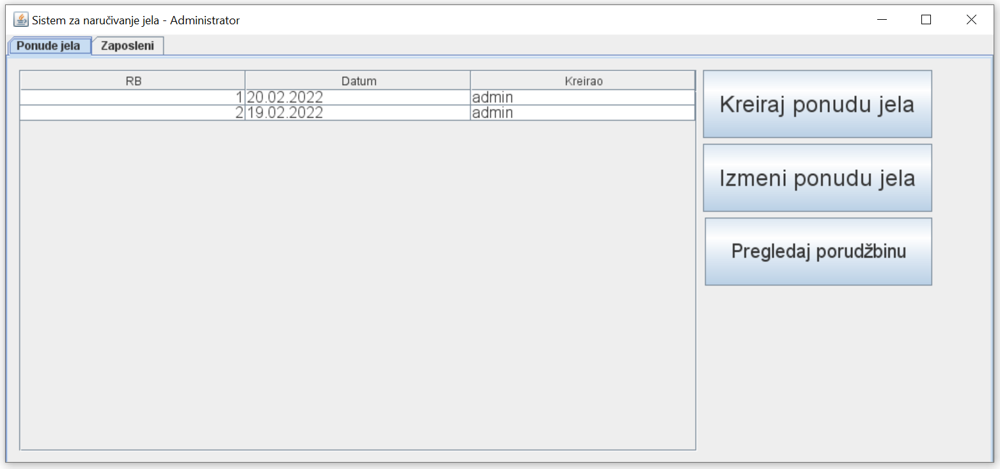 Sistem za naručivanje jela - Administrator
Ponude jela Zaposleni
RB Datum Kreirao
1 20.02.2022 admin
2 19.02.2022 admin
Kreiraj ponudu jela
Izmeni ponudu jela
Pregledaj porudžbinu